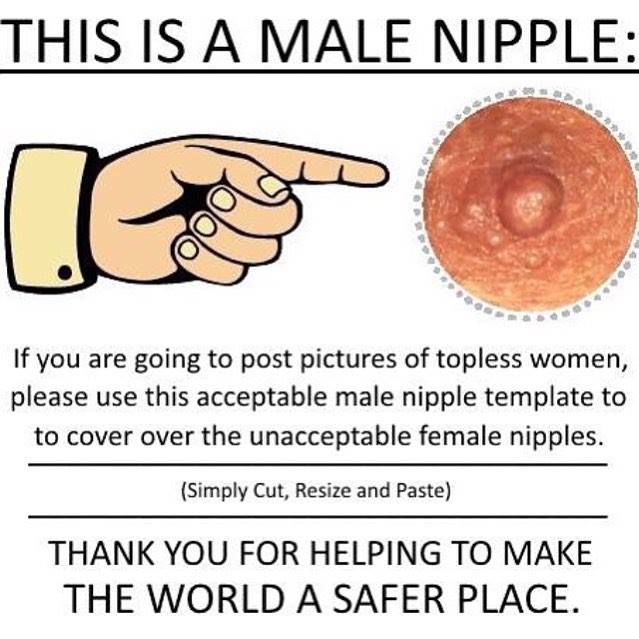 THIS IS A MALE NIPPLE:
If you are going to post pictures of topless women,
please use this acceptable male nipple template to
to cover over the unacceptable female nipples.
(Simply Cut, Resize and Paste)
THANK YOU FOR HELPING TO MAKE
THE WORLD A SAFER PLACE.